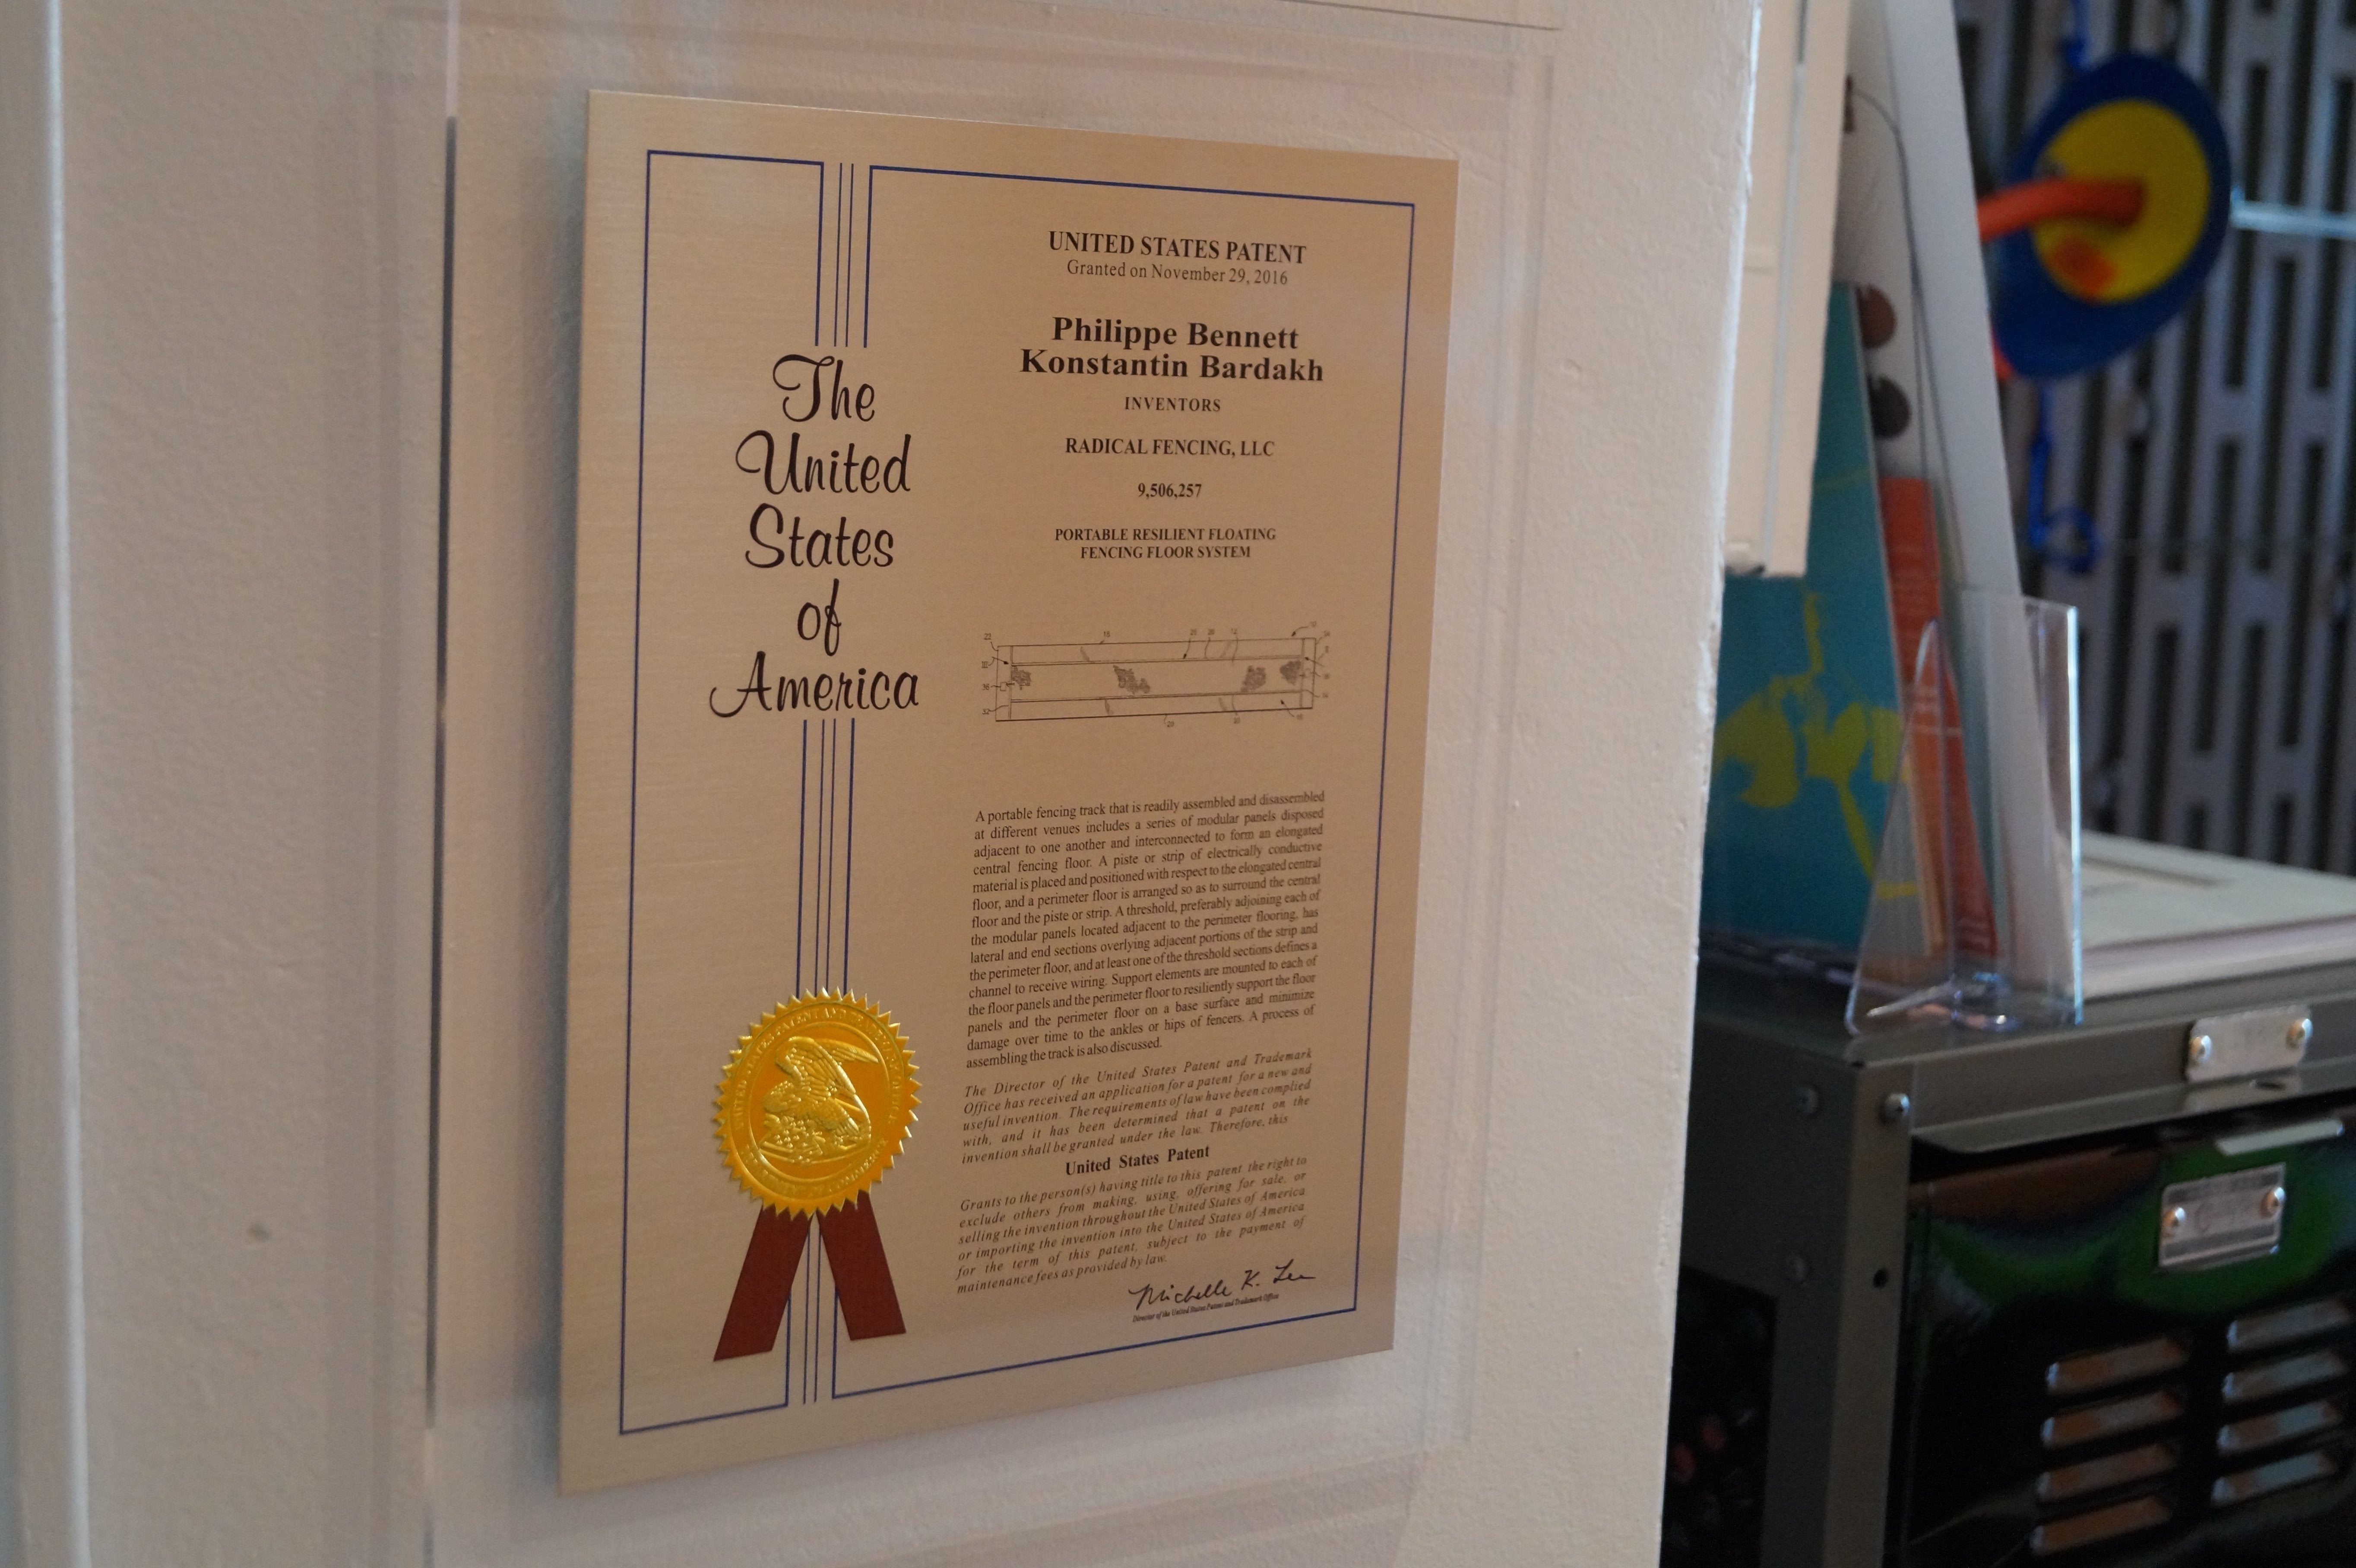 The
United
States
of
America
UNITED STATES PATENT
Granted on November 29, 2016
Philippe Bennett
Konstantin Bardakh
INVENTORS
RADICAL FENCING, LLC
9,506,257
PORTABLE RESILIENT FLOATING
FENCING FLOOR SYSTEM
A portable fencing track that is readily assembled and disassembled
at different venues includes a series of modular panels disposed
adjacent to one another and interconnected to form an elongated
central fencing floor. A piste or strip of electrically conductive
material is placed and positioned with respect to the elongated central
floor, and a perimeter floor is arranged so as to surround the central
floor and the piste or strip. A threshold, preferably adjoining each of
the modular panels located adjacent to the perimeter flooring, has
lateral and end sections overlying adjacent portions of the strip and
the perimeter floor, and at least one of the threshold sections defines a
channel to receive wiring. Support elements are mounted to each of
the floor panels and the perimeter floor to resiliently support the floor
panels and the perimeter floor on a base surface and minimize
damage over time to the ankles or hips of fencers. A process of
assembling the track is also discussed.
The Director of the United States Patent and Trademark
Office has received an application for a patent for a new and
useful invention. The requirements of law have been complied
with, and it has been determined that a patent on the
invention shall be granted under the law. Therefore, this
United States Patent
Grants to the person(s) having title to this patent the right to
exclude others from making, using, offering for sale, or
selling the invention throughout the United States of America
or importing the invention into the United States of America
for the term of this patent, subject to the payment of
maintenance fees as provided by law.
Michelle K. Lee
Director of the United States Patent and Trademark Office